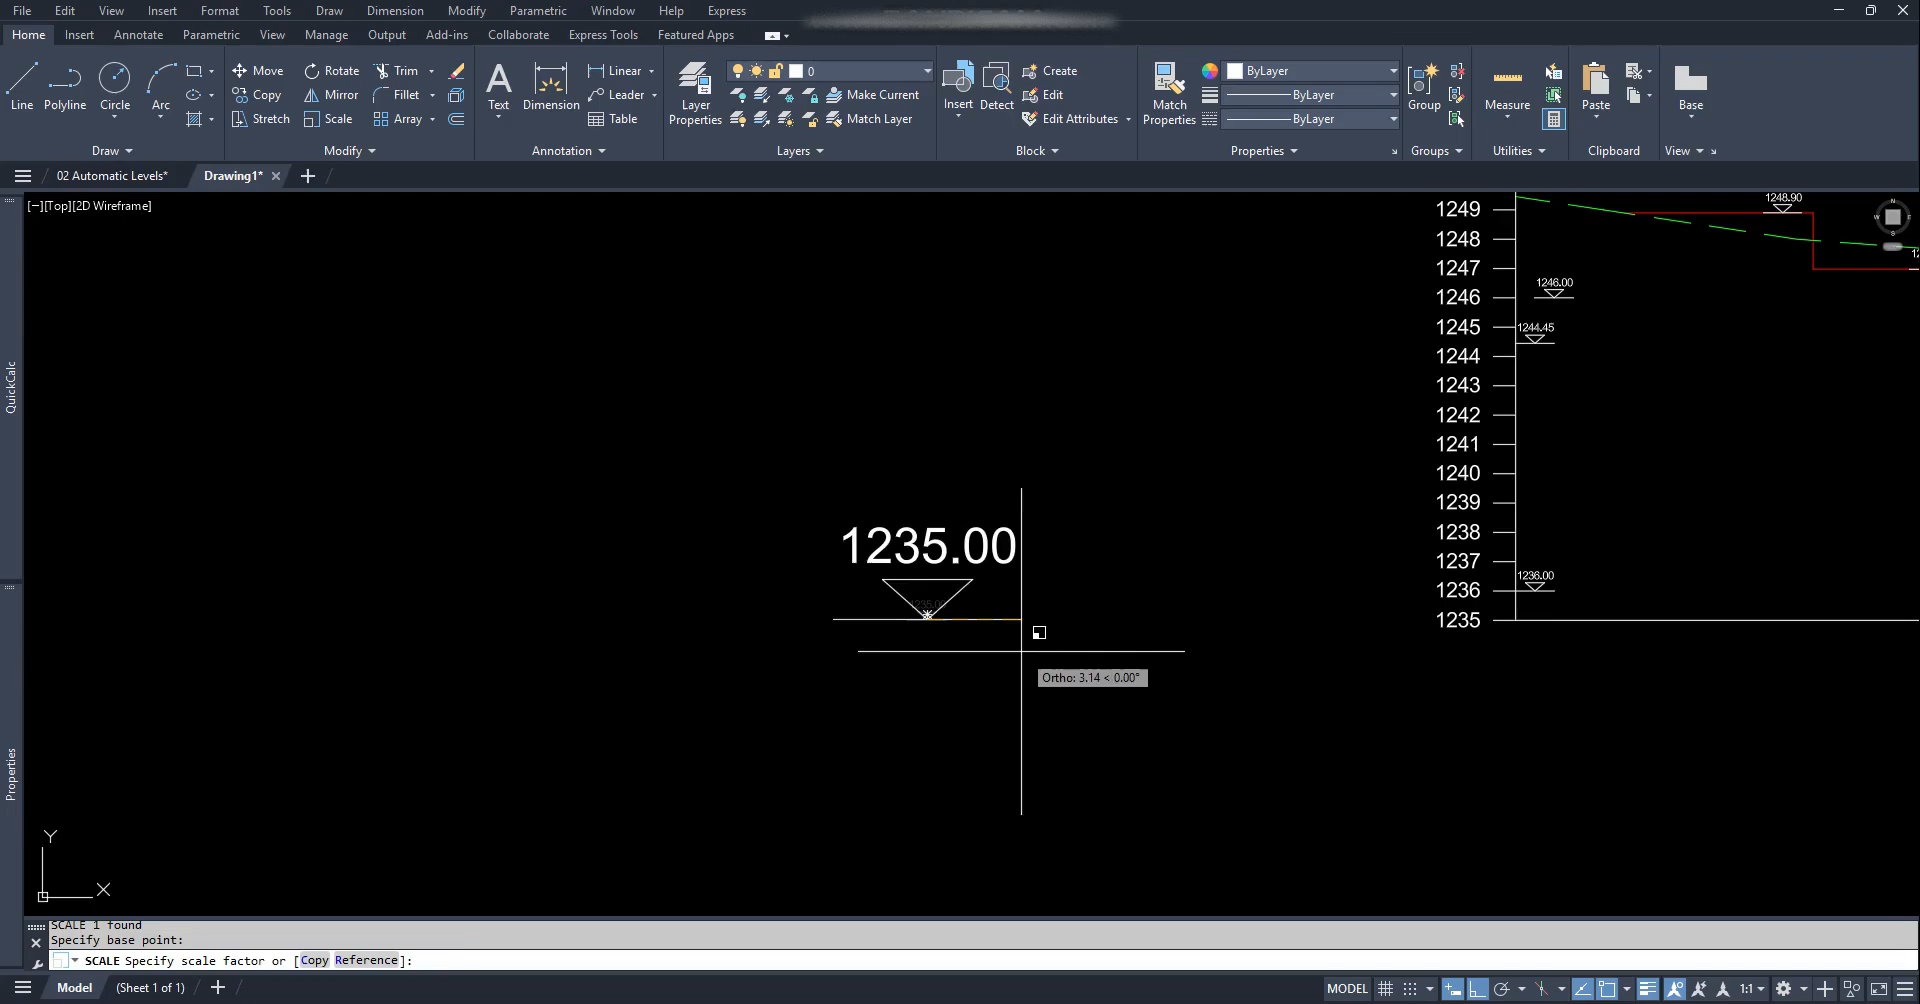 File Edit View Insert Format Tools Draw Dimension Modify Parametric Window Help Express
Home Insert Annotate Parametric View Manage Output Add-ins Collaborate Express Tools Featured Apps
Line Polyline Circle Arc
Move Rotate Trim
Copy Mirror Fillet
Stretch Scale Array
Text Dimension
Linear
Leader
Table
Layer Properties
0
Make Current
Match Layer
Insert Detect
Create
Edit
Edit Attributes
Match Properties
ByLayer
ByLayer
ByLayer
Group
Measure
Paste
Base
Draw Modify Annotation Layers Block Properties Groups Utilities Clipboard View
02 Automatic Levels* Drawing1*
[−][Top][2D Wireframe]
QuickCalc
Properties
1248.90
N
W
S
1249
1248
1247
1246
1246.00
1245
1244.45
1244
1243
1242
1241
1240
1239
1238
1237
1236.00
1236
1235
1235.00
1235.00
Ortho: 3.14 < 0.00°
Y
X
SCALE 1 found
Specify base point:
SCALE Specify scale factor or [Copy Reference]:
Model (Sheet 1 of 1)
MODEL 1:1